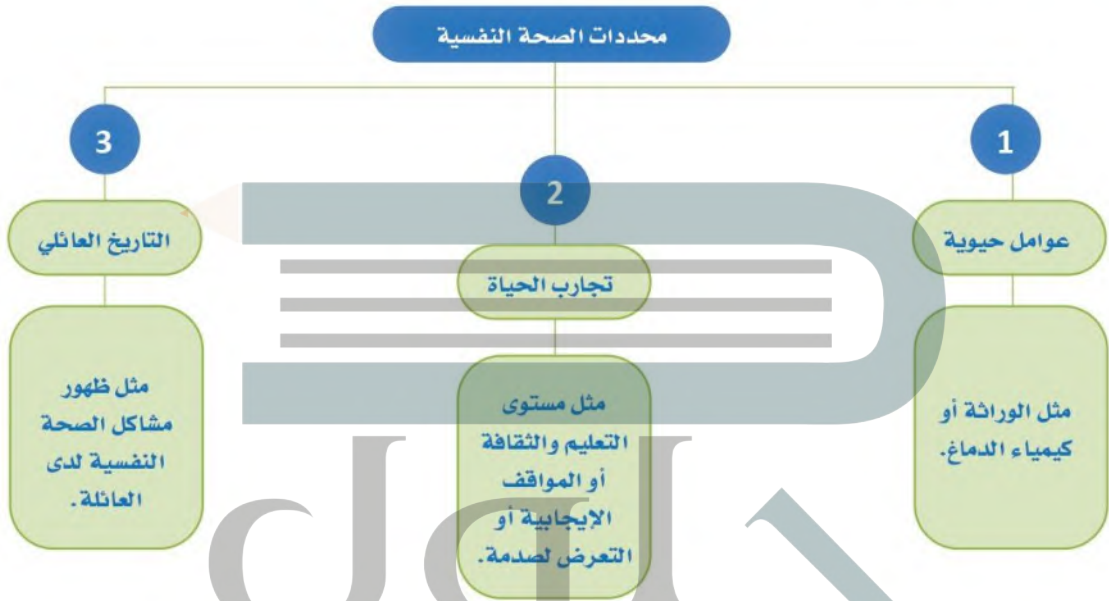 محددات الصحة النفسية
1
عوامل حيوية
مثل الوراثة أو
كيمياء الدماغ.
2
تجارب الحياة
مثل مستوى
التعليم والثقافة
أو المواقف
الإيجابية أو
التعرض لصدمة.
3
التاريخ العائلي
مثل ظهور
مشاكل الصحة
النفسية لدى
العائلة.